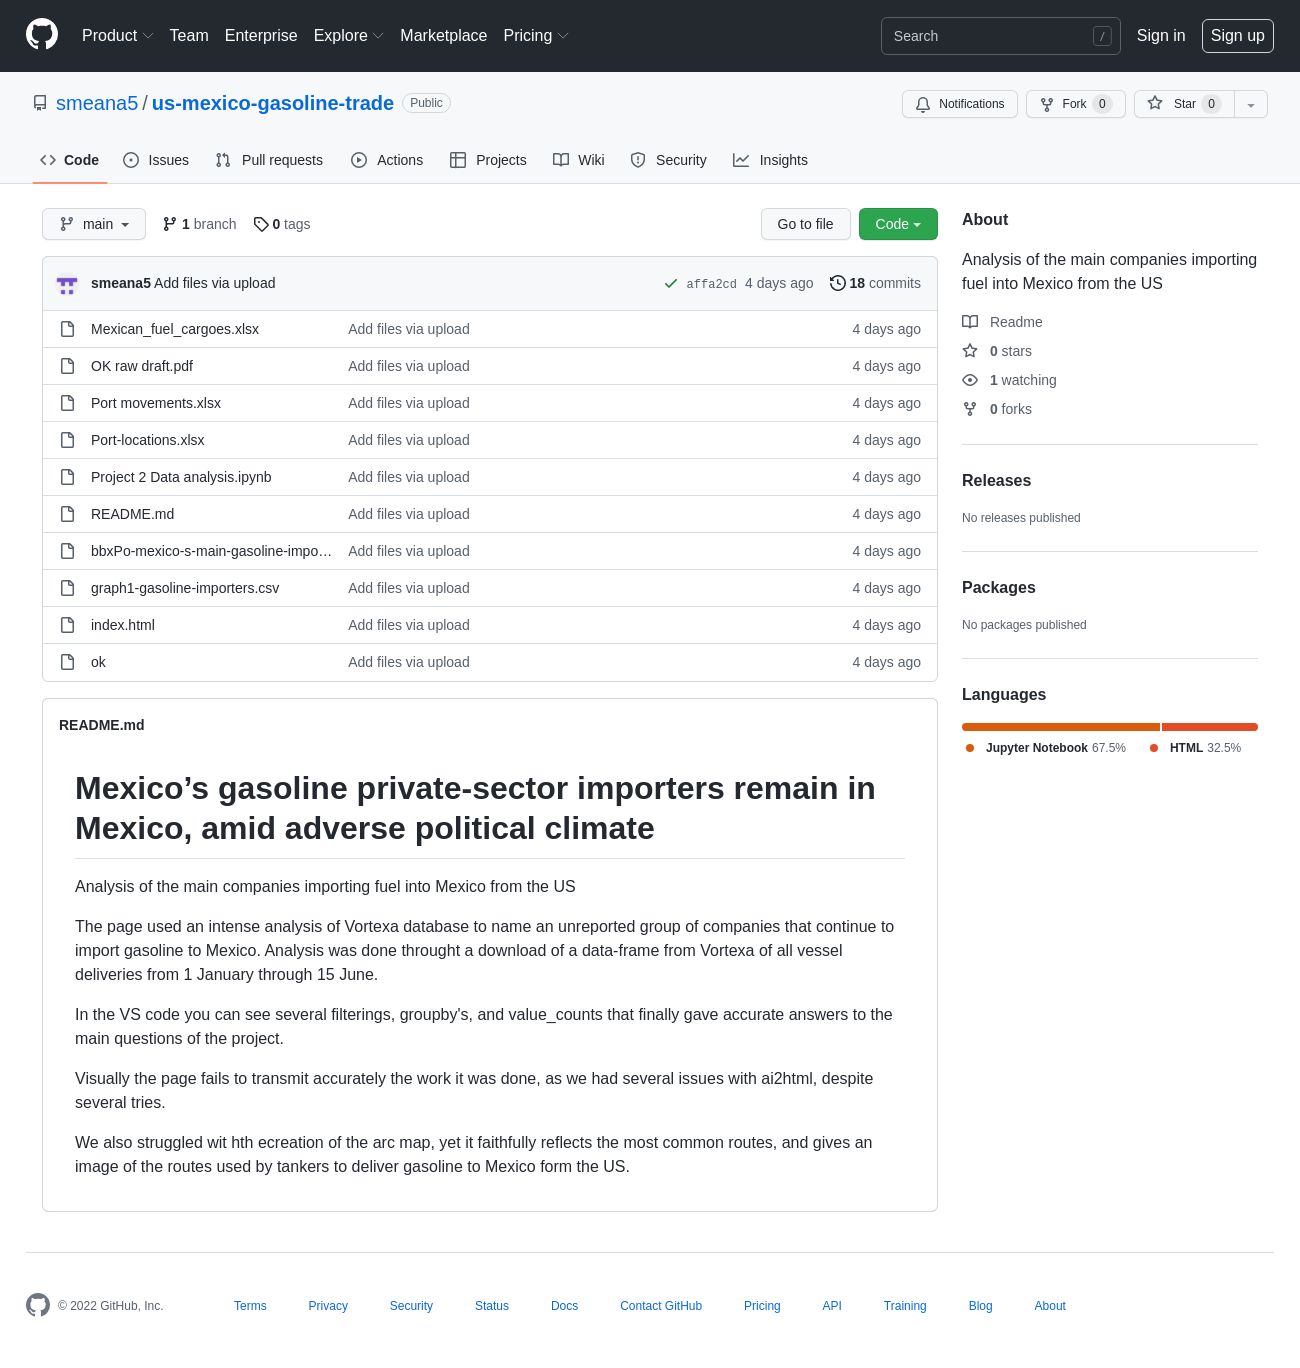 Product Team Enterprise Explore Marketplace Pricing Search / Sign in Sign up
smeana5 / us-mexico-gasoline-trade Public Notifications Fork 0 Star 0
Code Issues Pull requests Actions Projects Wiki Security Insights
main 1 branch 0 tags Go to file Code
smeana5 Add files via upload affa2cd 4 days ago 18 commits
Mexican_fuel_cargoes.xlsx Add files via upload 4 days ago
OK raw draft.pdf Add files via upload 4 days ago
Port movements.xlsx Add files via upload 4 days ago
Port-locations.xlsx Add files via upload 4 days ago
Project 2 Data analysis.ipynb Add files via upload 4 days ago
README.md Add files via upload 4 days ago
bbxPo-mexico-s-main-gasoline-impo… Add files via upload 4 days ago
graph1-gasoline-importers.csv Add files via upload 4 days ago
index.html Add files via upload 4 days ago
ok Add files via upload 4 days ago
README.md
Mexico’s gasoline private-sector importers remain in
Mexico, amid adverse political climate
Analysis of the main companies importing fuel into Mexico from the US
The page used an intense analysis of Vortexa database to name an unreported group of companies that continue to
import gasoline to Mexico. Analysis was done throught a download of a data-frame from Vortexa of all vessel
deliveries from 1 January through 15 June.
In the VS code you can see several filterings, groupby's, and value_counts that finally gave accurate answers to the
main questions of the project.
Visually the page fails to transmit accurately the work it was done, as we had several issues with ai2html, despite
several tries.
We also struggled wit hth ecreation of the arc map, yet it faithfully reflects the most common routes, and gives an
image of the routes used by tankers to deliver gasoline to Mexico form the US.
About
Analysis of the main companies importing
fuel into Mexico from the US
Readme
0 stars
1 watching
0 forks
Releases
No releases published
Packages
No packages published
Languages
Jupyter Notebook 67.5% HTML 32.5%
© 2022 GitHub, Inc. Terms Privacy Security Status Docs Contact GitHub Pricing API Training Blog About